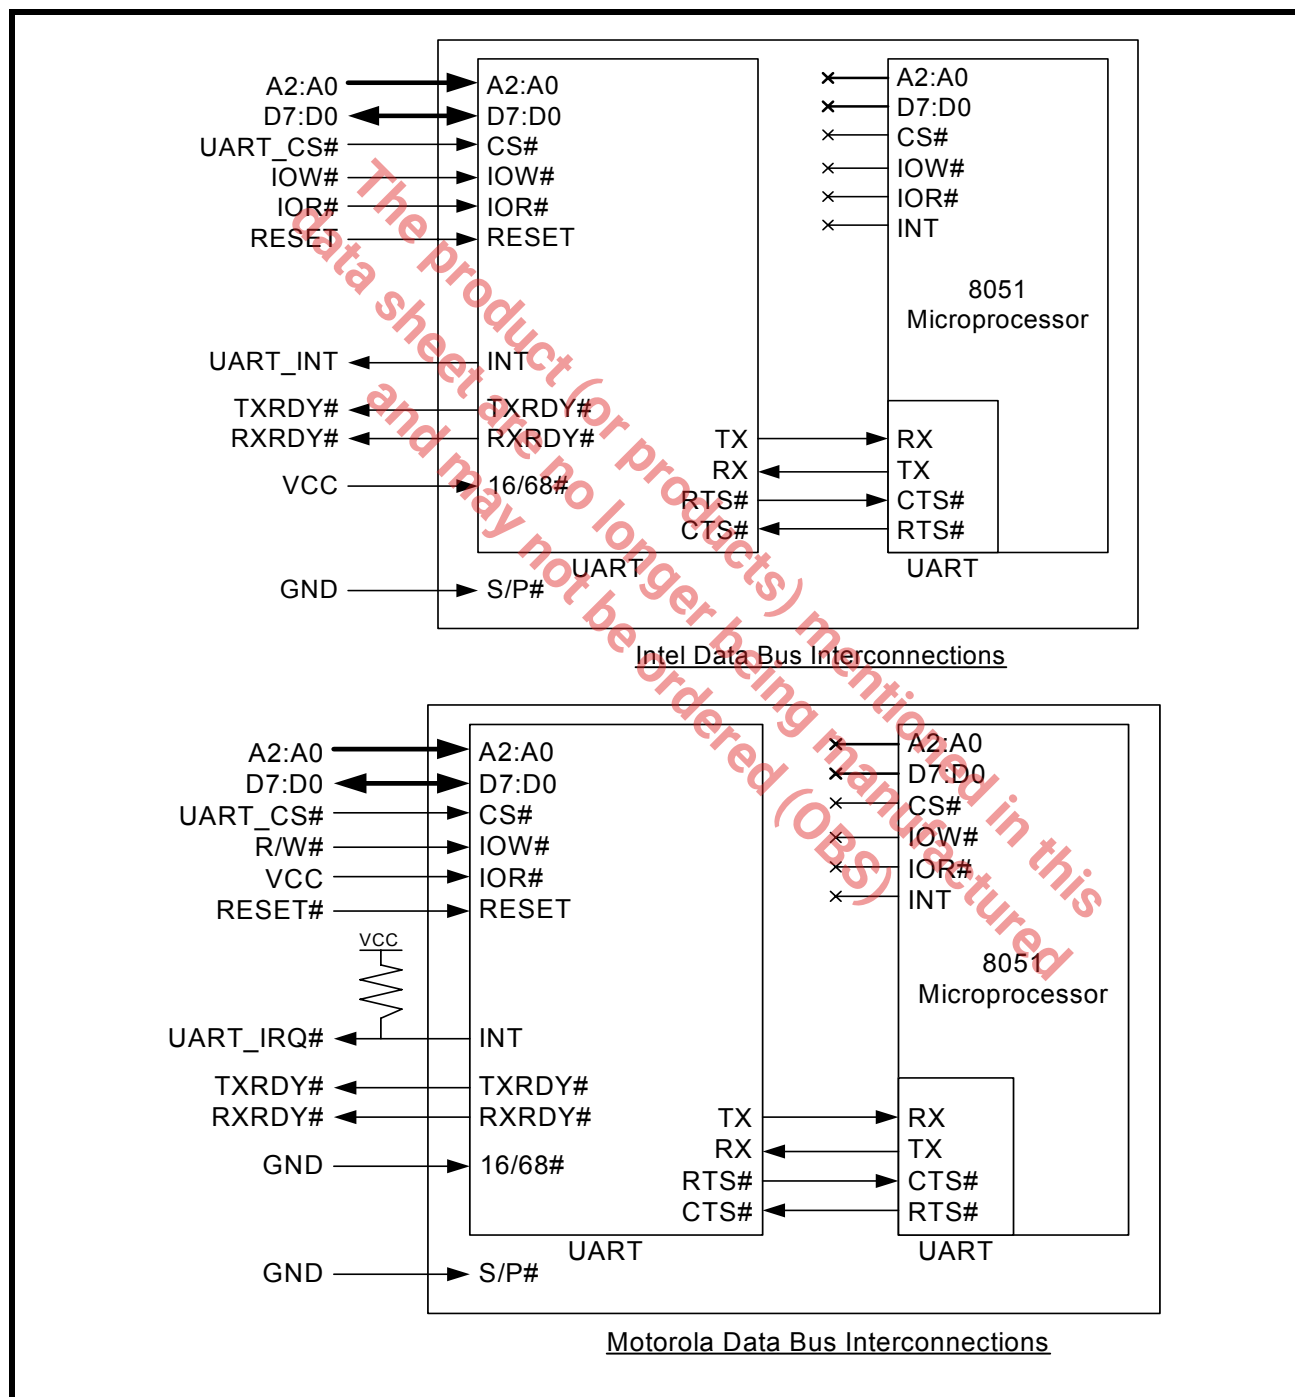 A2:A0
D7:D0
UART_CS#
IOW#
IOR#
RESET
UART_INT
TXRDY#
RXRDY#
VCC
GND
A2:A0
D7:D0
CS#
IOW#
IOR#
RESET
INT
TXRDY#
RXRDY#
16/68#
S/P#
TX
RX
RTS#
CTS#
UART
A2:A0
D7:D0
CS#
IOW#
IOR#
INT
8051
Microprocessor
RX
TX
CTS#
RTS#
UART
Intel Data Bus Interconnections
A2:A0
D7:D0
UART_CS#
R/W#
VCC
RESET#
VCC
UART_IRQ#
TXRDY#
RXRDY#
GND
GND
A2:A0
D7:D0
CS#
IOW#
IOR#
RESET
INT
TXRDY#
RXRDY#
16/68#
S/P#
TX
RX
RTS#
CTS#
UART
A2:A0
D7:D0
CS#
IOW#
IOR#
INT
8051
Microprocessor
RX
TX
CTS#
RTS#
UART
Motorola Data Bus Interconnections
The product (or products) mentioned in this
data sheet are no longer being manufactured
and may not be ordered (OBS)